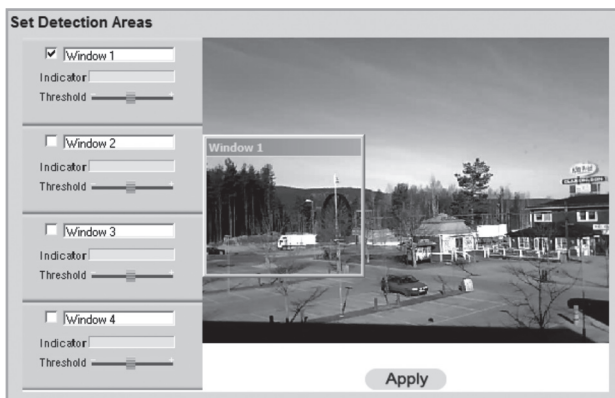 Set Detection Areas
Window 1
Indicator
Threshold
Window 2
Indicator
Threshold
Window 3
Indicator
Threshold
Window 4
Indicator
Threshold
Window 1
Apply